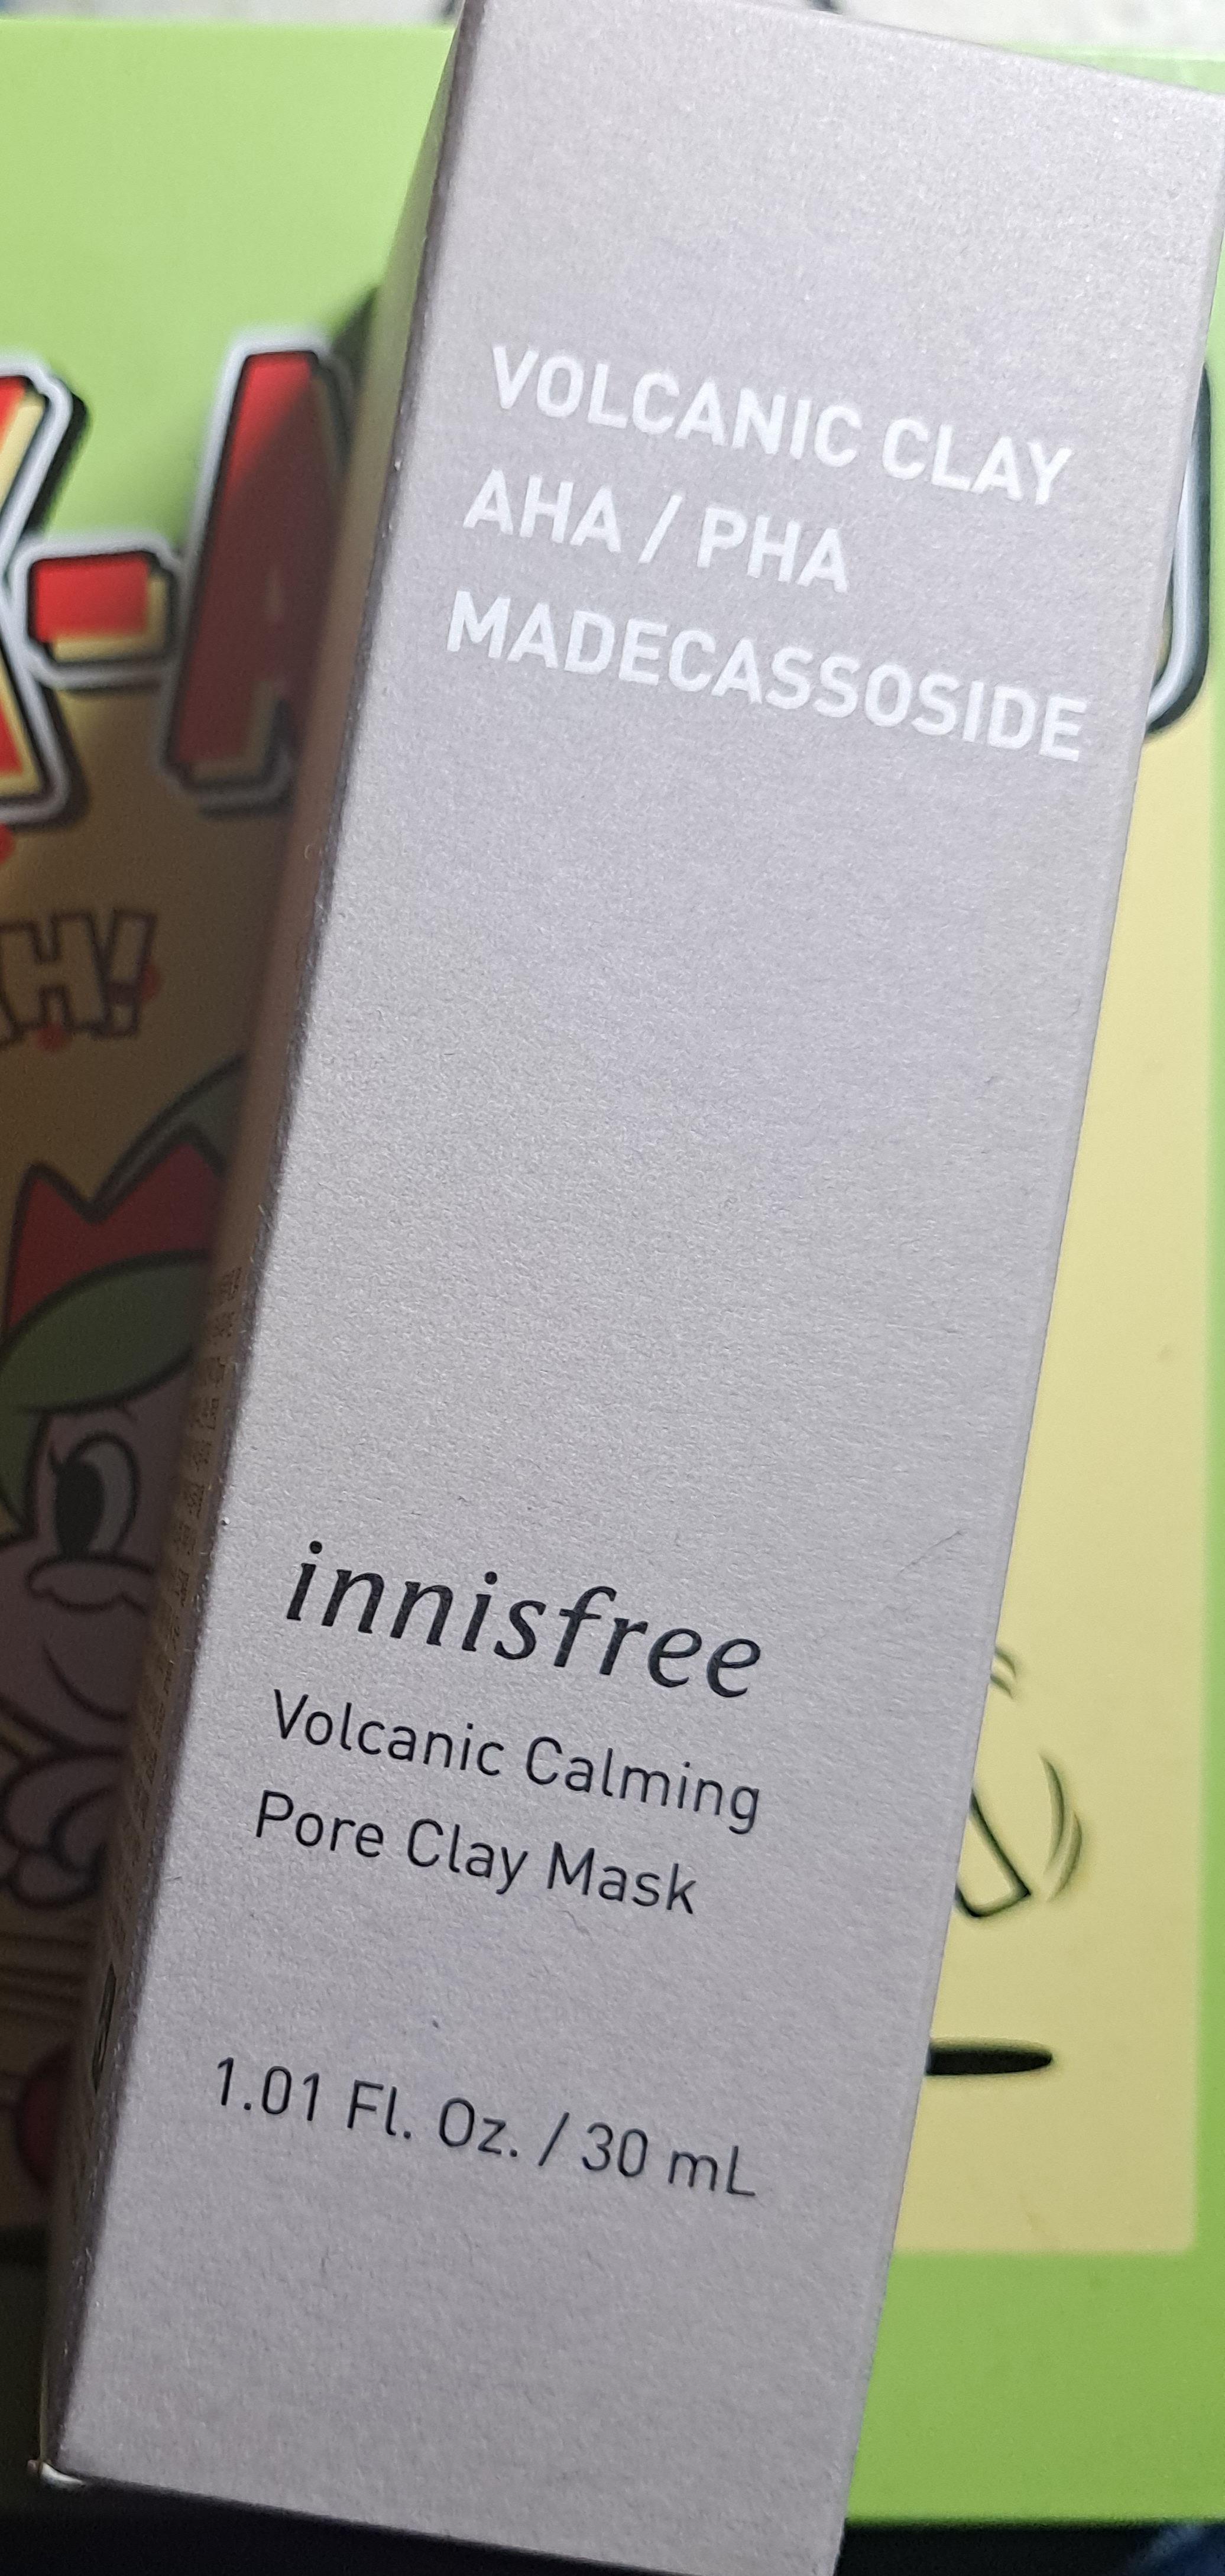 VOLCANIC CLAY
AHA / PHA
MADECASSOSIDE
H!
innisfree
Volcanic Calming
Pore Clay Mask
1.01 Fl. Oz. / 30 mL